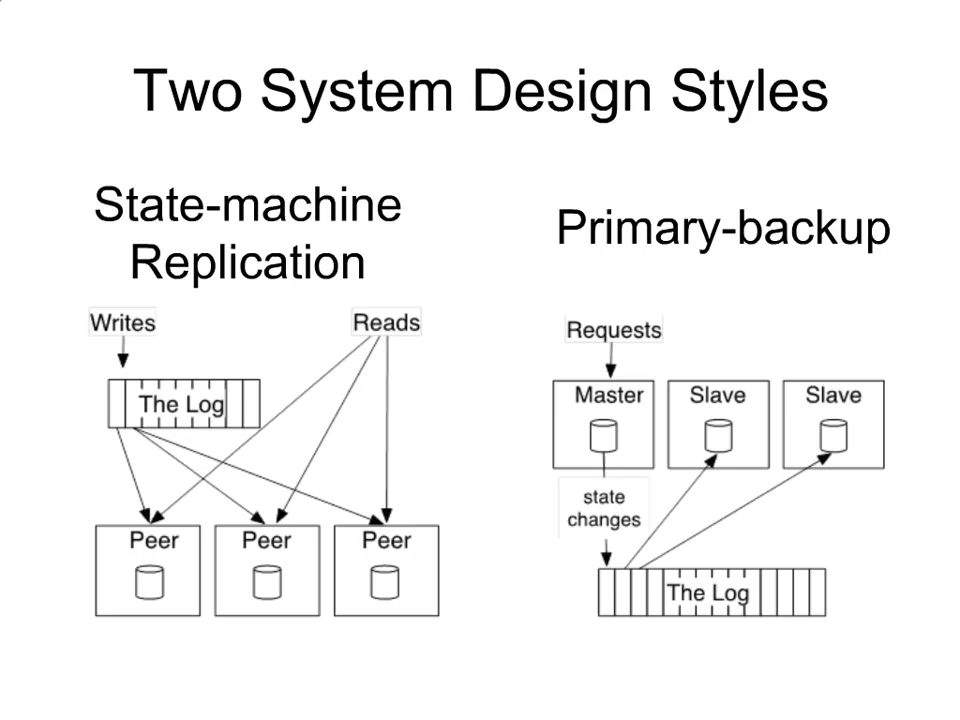 Two System Design Styles
State-machine
Replication
Writes
Reads
The Log
Peer
Peer
Peer
Primary-backup
Requests
Master
Slave
Slave
state
changes
The Log